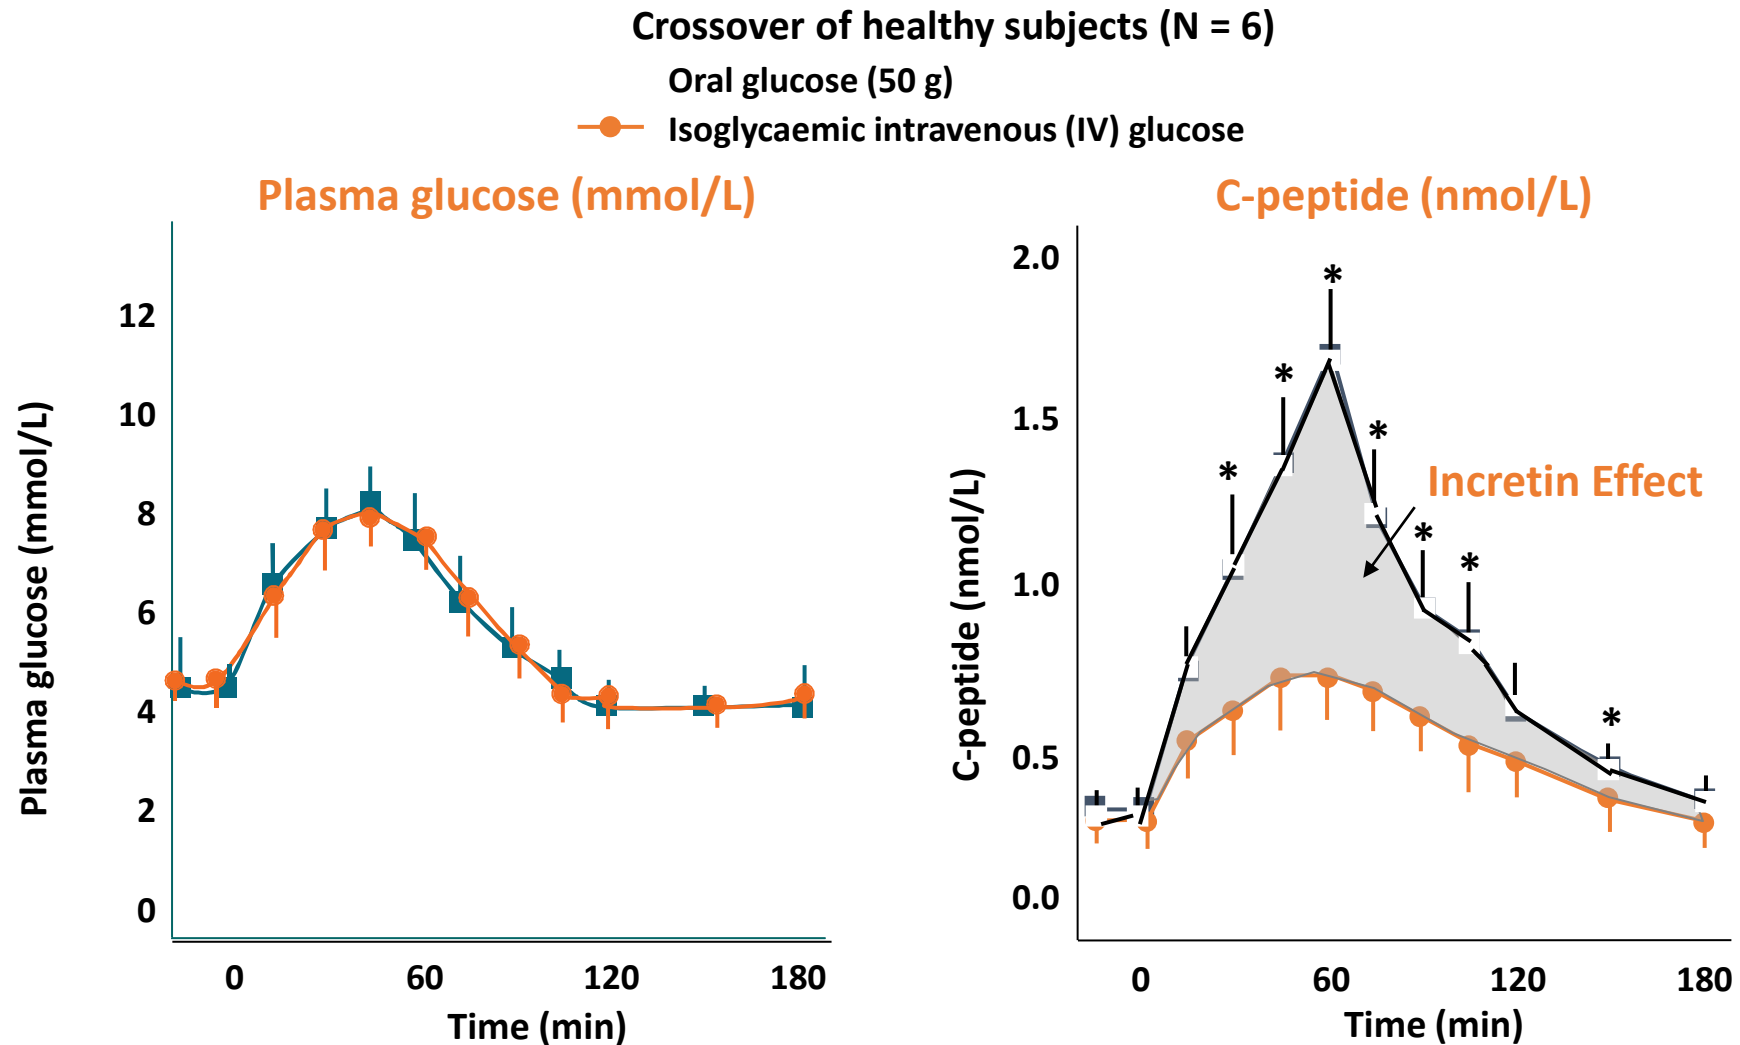 Crossover of healthy subjects (N = 6)
Oral glucose (50 g)
Isoglycaemic intravenous (IV) glucose
Plasma glucose (mmol/L)
Plasma glucose (mmol/L)
12
10
8
6
4
2
0
0 60 120 180
Time (min)
C-peptide (nmol/L)
C-peptide (nmol/L)
2.0
1.5
1.0
0.5
0.0
*
*
*
*
*
*
*
Incretin Effect
0 60 120 180
Time (min)